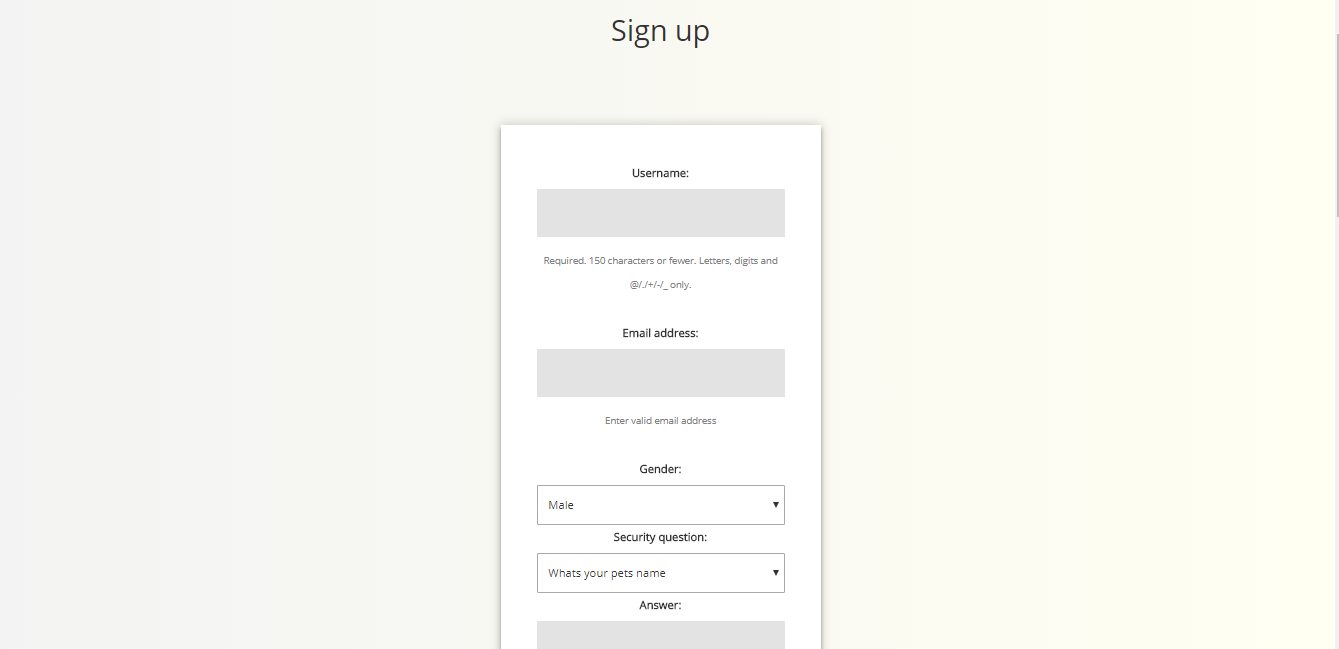 Sign up
Username:
Required. 150 characters or fewer. Letters, digits and
@/./+/-/_ only.
Email address:
Enter valid email address
Gender:
Male
Security question:
Whats your pets name
Answer: